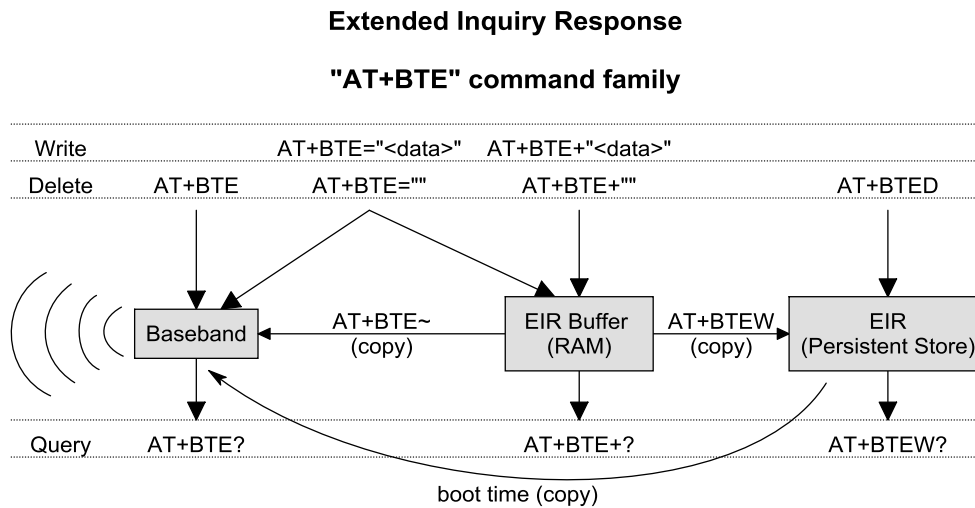 Extended Inquiry Response
"AT+BTE" command family
Write AT+BTE="<data>" AT+BTE+"<data>"
Delete AT+BTE AT+BTE="" AT+BTE+"" AT+BTED
Baseband
AT+BTE~
(copy)
EIR Buffer
(RAM)
AT+BTEW
(copy)
EIR
(Persistent Store)
Query AT+BTE? AT+BTE+? AT+BTEW?
boot time (copy)